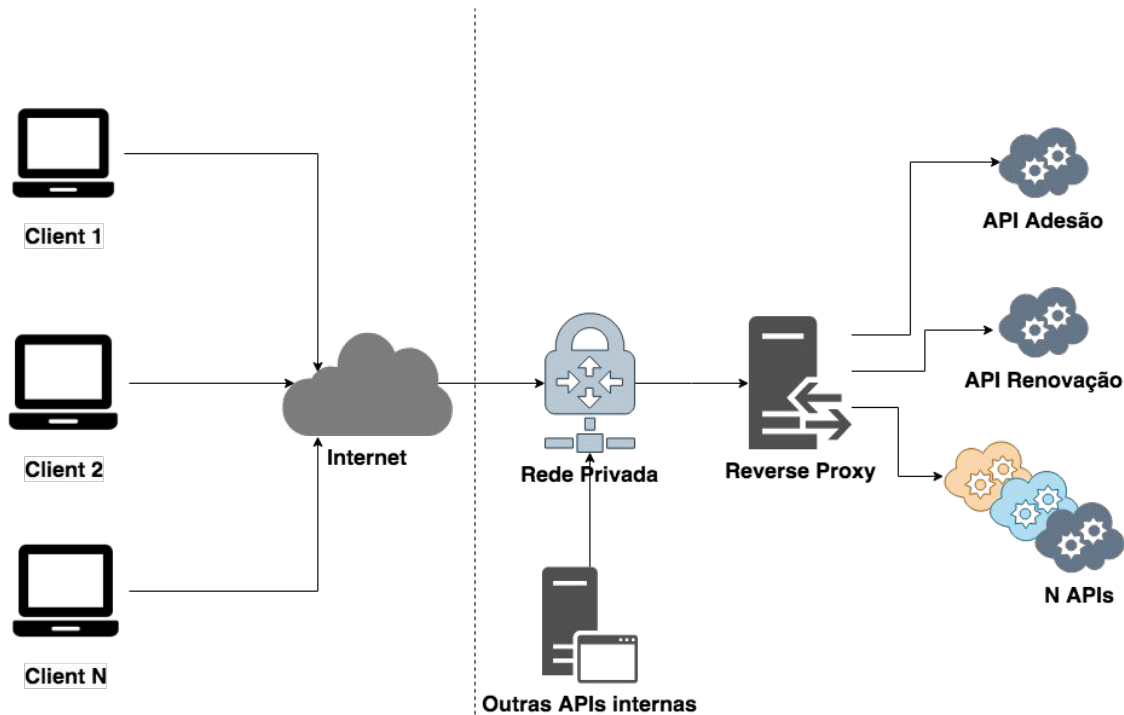 Client 1
Client 2
Client N
Internet
Rede Privada
Outras APIs internas
Reverse Proxy
API Adesão
API Renovação
N APIs